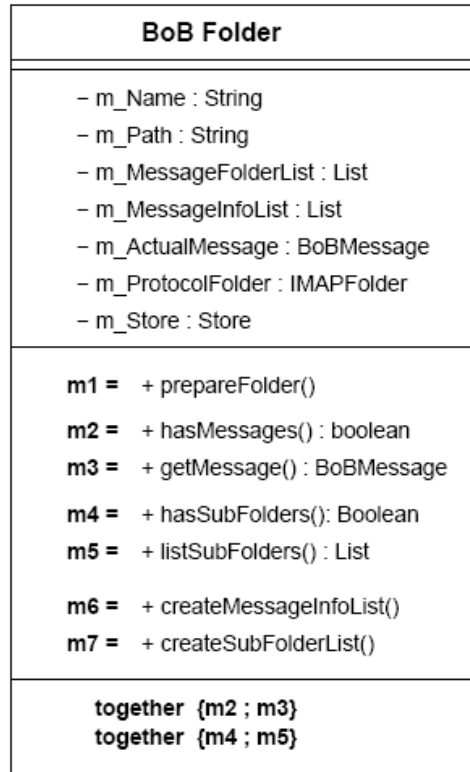 BoB Folder
– m_Name : String
– m_Path : String
– m_MessageFolderList : List
– m_MessageInfoList : List
– m_ActualMessage : BoBMessage
– m_ProtocolFolder : IMAPFolder
– m_Store : Store
m1 = + prepareFolder()
m2 = + hasMessages() : boolean
m3 = + getMessage() : BoBMessage
m4 = + hasSubFolders(): Boolean
m5 = + listSubFolders() : List
m6 = + createMessageInfoList()
m7 = + createSubFolderList()
together {m2 ; m3}
together {m4 ; m5}